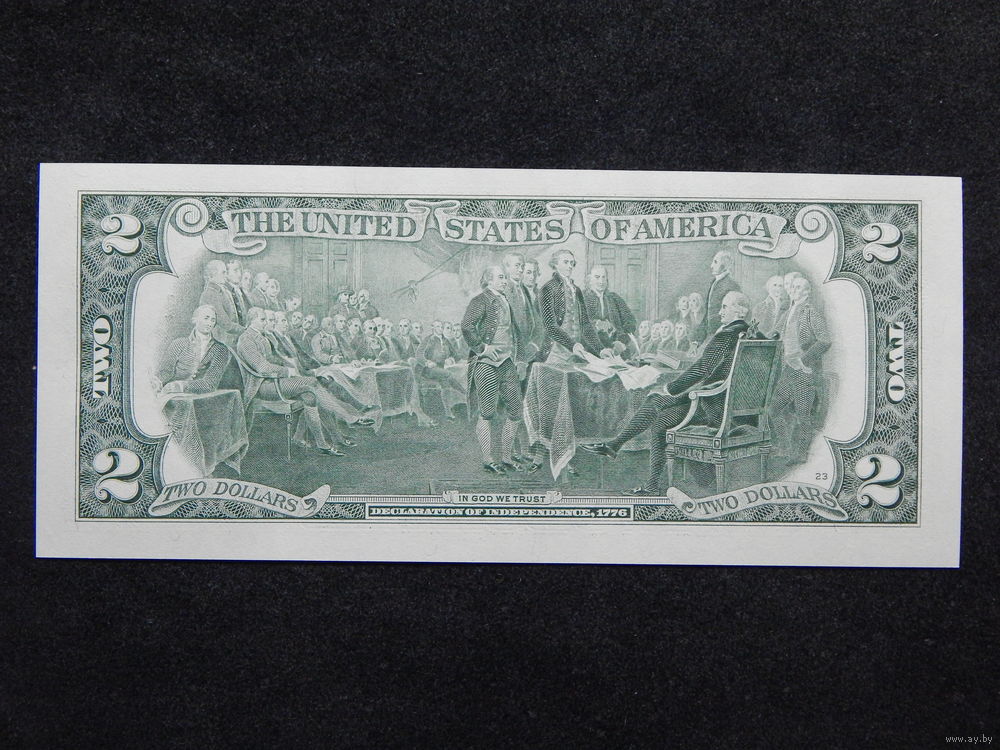 THE UNITED STATES OF AMERICA
2
2
TWO
TWO
2
2
23
TWO DOLLARS
IN GOD WE TRUST
TWO DOLLARS
DECLARATION OF INDEPENDENCE, 1776
www.ay.by